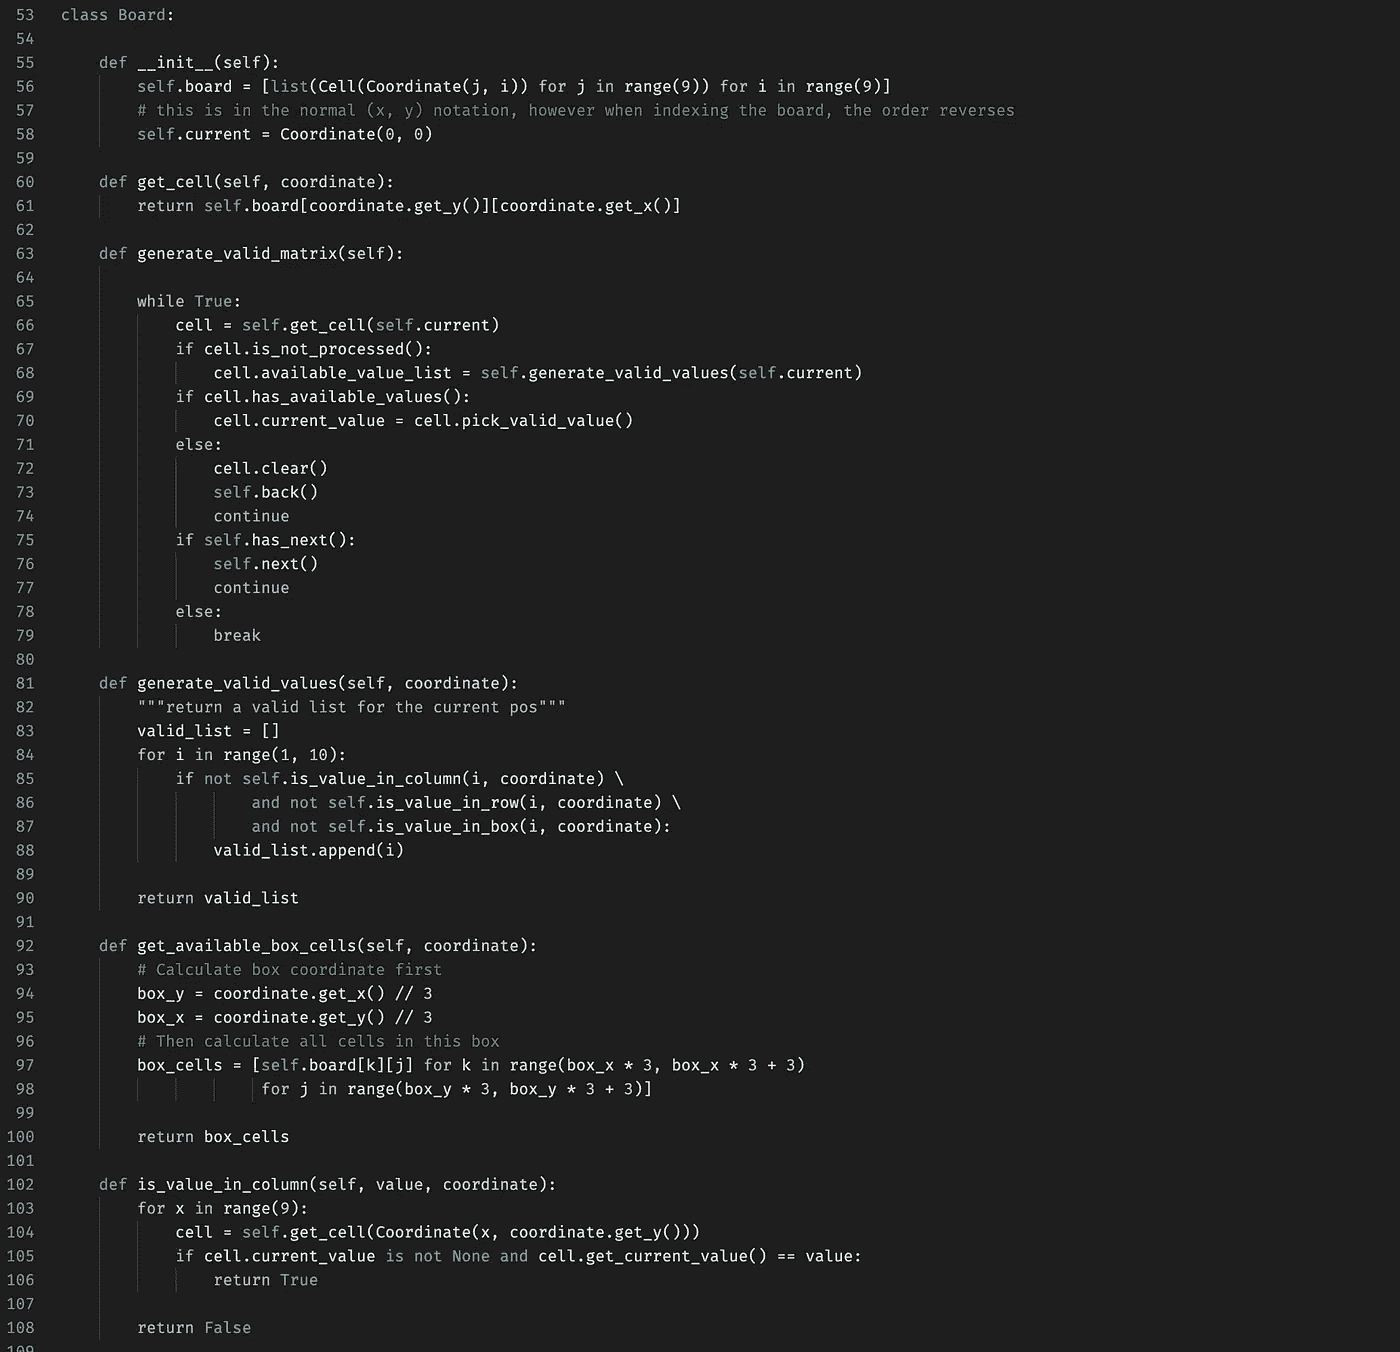 53 class Board:
54
55     def __init__(self):
56         self.board = [list(Cell(Coordinate(j, i)) for j in range(9)) for i in range(9)]
57         # this is in the normal (x, y) notation, however when indexing the board, the order reverses
58         self.current = Coordinate(0, 0)
59
60     def get_cell(self, coordinate):
61         return self.board[coordinate.get_y()][coordinate.get_x()]
62
63     def generate_valid_matrix(self):
64
65         while True:
66             cell = self.get_cell(self.current)
67             if cell.is_not_processed():
68                 cell.available_value_list = self.generate_valid_values(self.current)
69             if cell.has_available_values():
70                 cell.current_value = cell.pick_valid_value()
71             else:
72                 cell.clear()
73                 self.back()
74                 continue
75             if self.has_next():
76                 self.next()
77                 continue
78             else:
79                 break
80
81     def generate_valid_values(self, coordinate):
82         """return a valid list for the current pos"""
83         valid_list = []
84         for i in range(1, 10):
85             if not self.is_value_in_column(i, coordinate) \
86                     and not self.is_value_in_row(i, coordinate) \
87                     and not self.is_value_in_box(i, coordinate):
88                 valid_list.append(i)
89
90         return valid_list
91
92     def get_available_box_cells(self, coordinate):
93         # Calculate box coordinate first
94         box_y = coordinate.get_x() // 3
95         box_x = coordinate.get_y() // 3
96         # Then calculate all cells in this box
97         box_cells = [self.board[k][j] for k in range(box_x * 3, box_x * 3 + 3)
98                      for j in range(box_y * 3, box_y * 3 + 3)]
99
100         return box_cells
101
102     def is_value_in_column(self, value, coordinate):
103         for x in range(9):
104             cell = self.get_cell(Coordinate(x, coordinate.get_y()))
105             if cell.current_value is not None and cell.get_current_value() == value:
106                 return True
107
108         return False
109